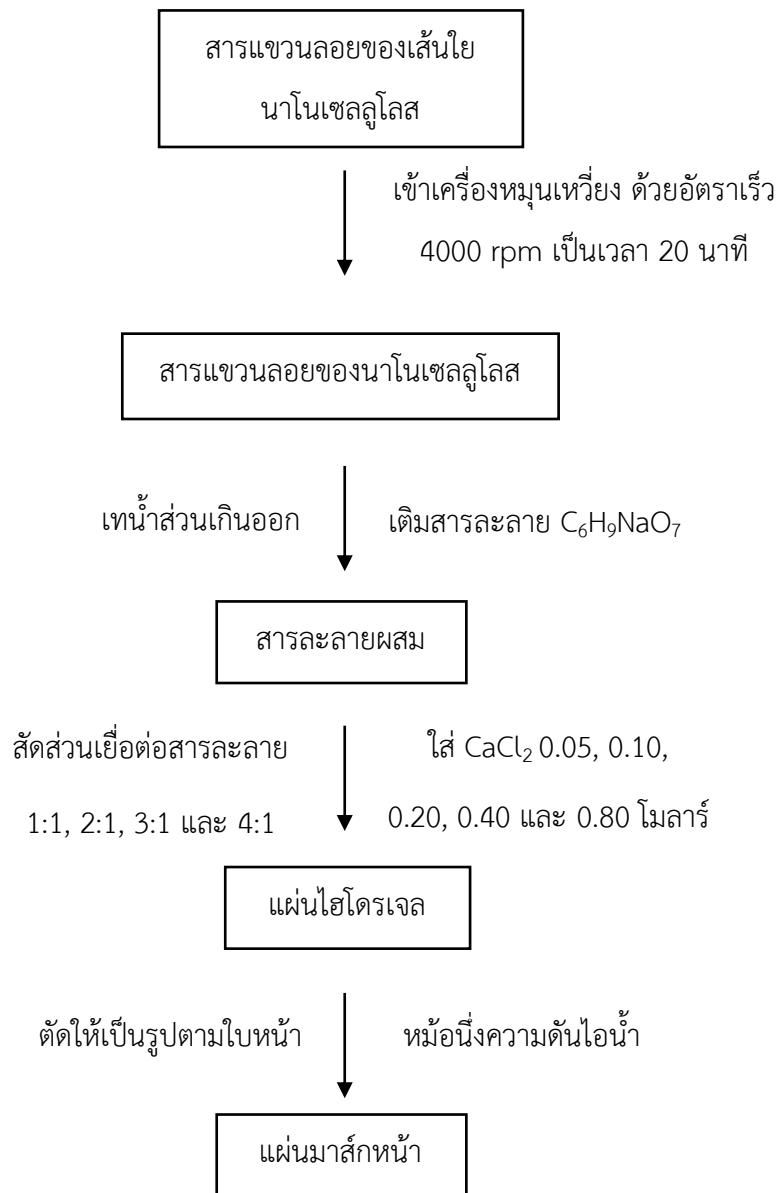 สารแขวนลอยของเส้นใย
นาโนเซลลูโลส
เข้าเครื่องหมุนเหวี่ยง ด้วยอัตราเร็ว
4000 rpm เป็นเวลา 20 นาที
สารแขวนลอยของนาโนเซลลูโลส
เทน้ำส่วนเกินออก
เติมสารละลาย C₆H₉NaO₇
สารละลายผสม
สัดส่วนเยื่อต่อสารละลาย
1:1, 2:1, 3:1 และ 4:1
ใส่ CaCl₂ 0.05, 0.10,
0.20, 0.40 และ 0.80 โมลาร์
แผ่นไฮโดรเจล
ตัดให้เป็นรูปตามใบหน้า
หม้อนึ่งความดันไอน้ำ
แผ่นมาส์กหน้า